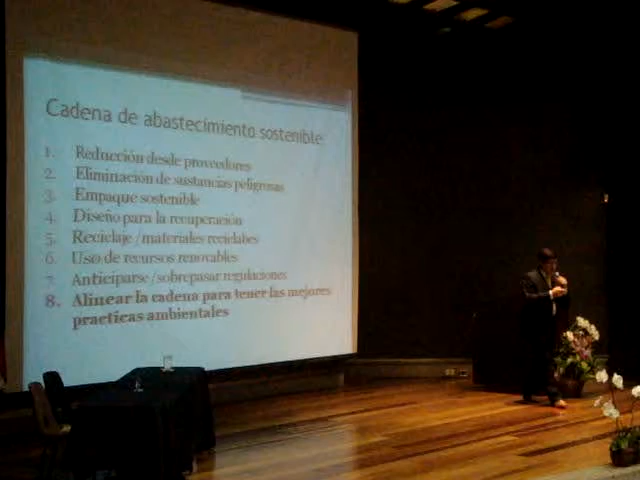 Cadena de abastecimiento sostenible
1. Reducción desde proveedores
2. Eliminación de sustancias peligrosas
3. Empaque sostenible
4. Diseño para la recuperación
5. Reciclaje / materiales reciclabes
6. Uso de recursos renovables
7. Anticiparse / sobrepasar regulaciones
8. Alinear la cadena para tener las mejores
practicas ambientales